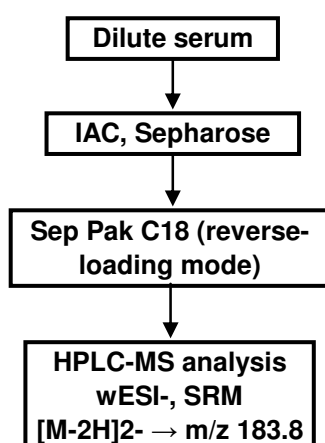 Dilute serum
IAC, Sepharose
Sep Pak C18 (reverse-
loading mode)
HPLC-MS analysis
wESI-, SRM
[M-2H]2- → m/z 183.8